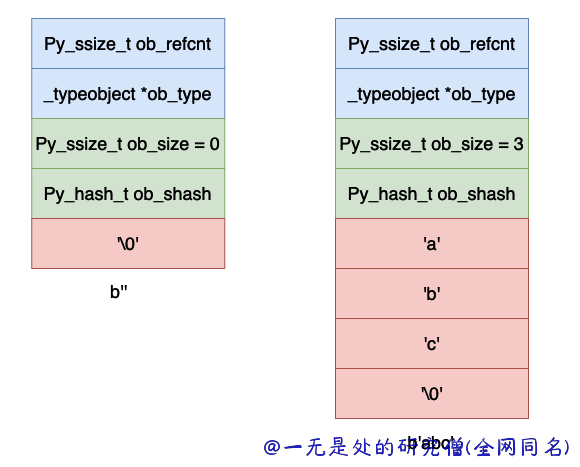 Py_ssize_t ob_refcnt
_typeobject *ob_type
Py_ssize_t ob_size = 0
Py_hash_t ob_shash
'\0'
b''
Py_ssize_t ob_refcnt
_typeobject *ob_type
Py_ssize_t ob_size = 3
Py_hash_t ob_shash
'a'
'b'
'c'
'\0'
b'abc'
@一无是处的研究僧(全网同名)